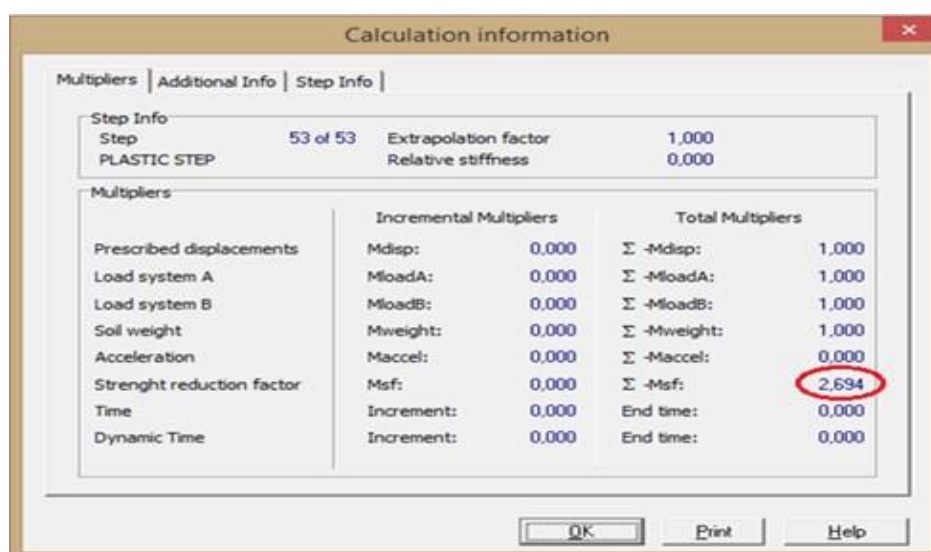 Calculation information
Multipliers Additional Info Step Info
Step Info
Step 53 of 53 Extrapolation factor 1,000
PLASTIC STEP Relative stiffness 0,000
Multipliers
Incremental Multipliers Total Multipliers
Prescribed displacements Mdisp: 0,000 Σ -Mdisp: 1,000
Load system A MloadA: 0,000 Σ -MloadA: 1,000
Load system B MloadB: 0,000 Σ -MloadB: 1,000
Soil weight Mweight: 0,000 Σ -Mweight: 1,000
Acceleration Maccel: 0,000 Σ -Maccel: 0,000
Strenght reduction factor Msf: 0,000 Σ -Msf: 2,694
Time Increment: 0,000 End time: 0,000
Dynamic Time Increment: 0,000 End time: 0,000
OK Print Help